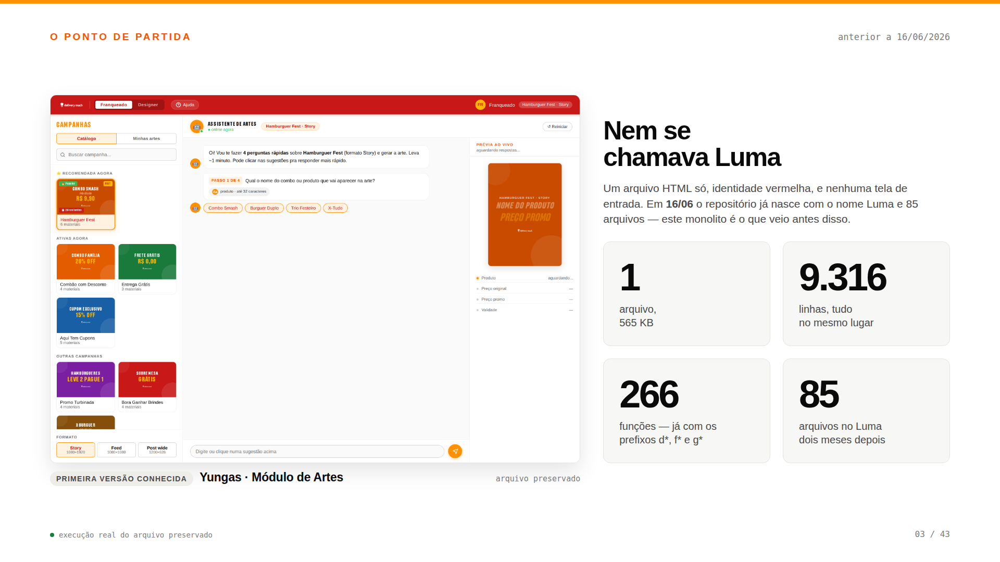 O PONTO DE PARTIDA
anterior a 16/06/2026
delivery much
Franqueado
Designer
Ajuda
FR
Franqueado
Hamburguer Fest · Story
CAMPANHAS
Catálogo
Minhas artes
Buscar campanha...
RECOMENDADA AGORA
Popular
FEST
COMBO SMASH
R$ 9,90
Hamburguer Fest
6 materiais
ATIVAS AGORA
COMBO FAMÍLIA
20% OFF
Combão com Desconto
4 materiais
FRETE GRÁTIS
R$ 0,00
Entrega Grátis
3 materiais
CUPOM EXCLUSIVO
15% OFF
Aqui Tem Cupons
5 materiais
OUTRAS CAMPANHAS
HAMBÚRGUERES
LEVE 2 PAGUE 1
Promo Turbinada
4 materiais
SOBREMESA
GRÁTIS
Bora Ganhar Brindes
4 materiais
X-BURGUER
FORMATO
Story
1080×1920
Feed
1080×1080
Post wide
1200×628
ASSISTENTE DE ARTES
● online agora
Hamburguer Fest · Story
↺ Reiniciar
Oi! Vou te fazer 4 perguntas rápidas sobre Hamburguer Fest (formato Story) e gerar a arte. Leva
~1 minuto. Pode clicar nas sugestões pra responder mais rápido.
PASSO 1 DE 4
Qual o nome do combo ou produto que vai aparecer na arte?
Aa
produto · até 32 caracteres
Combo Smash
Burguer Duplo
Trio Festeiro
X-Tudo
Digite ou clique numa sugestão acima
PRÉVIA AO VIVO
aguardando respostas...
HAMBURGUER FEST · STORY
NOME DO PRODUTO
PREÇO PROMO
delivery much
Produto
aguardando...
Preço original
—
Preço promo
—
Validade
—
PRIMEIRA VERSÃO CONHECIDA
Yungas · Módulo de Artes
arquivo preservado
Nem se
chamava Luma
Um arquivo HTML só, identidade vermelha, e nenhuma tela de
entrada. Em 16/06 o repositório já nasce com o nome Luma e 85
arquivos — este monolito é o que veio antes disso.
1
arquivo,
565 KB
9.316
linhas, tudo
no mesmo lugar
266
funções — já com os
prefixos d*, f* e g*
85
arquivos no Luma
dois meses depois
execução real do arquivo preservado
03 / 43